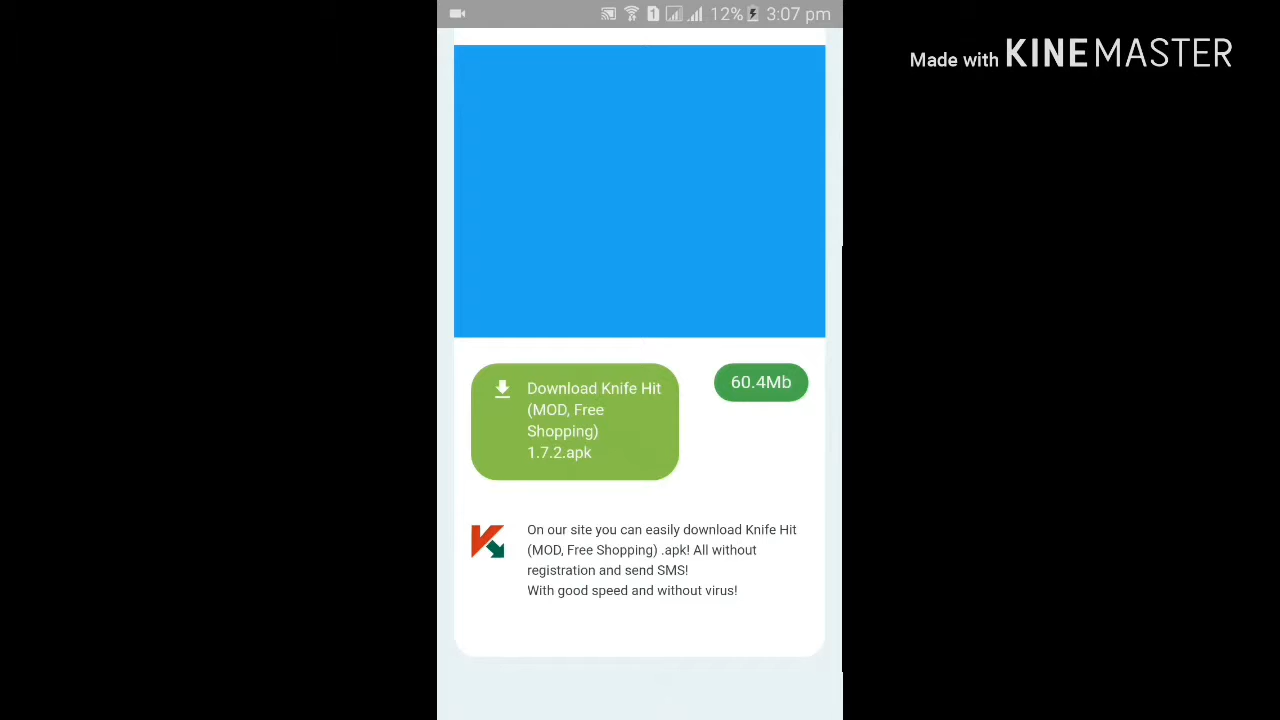 12% 3:07 pm
Made with KINEMASTER
Download Knife Hit
(MOD, Free
Shopping)
1.7.2.apk
60.4Mb
On our site you can easily download Knife Hit
(MOD, Free Shopping) .apk! All without
registration and send SMS!
With good speed and without virus!